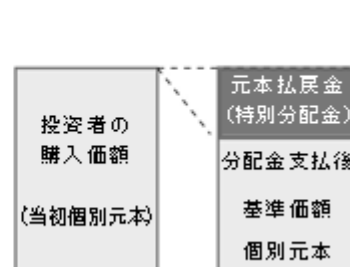 投資者の
購入価額
(当初個別元本)
元本払戻金
(特別分配金)
分配金支払後
基準価額
個別元本